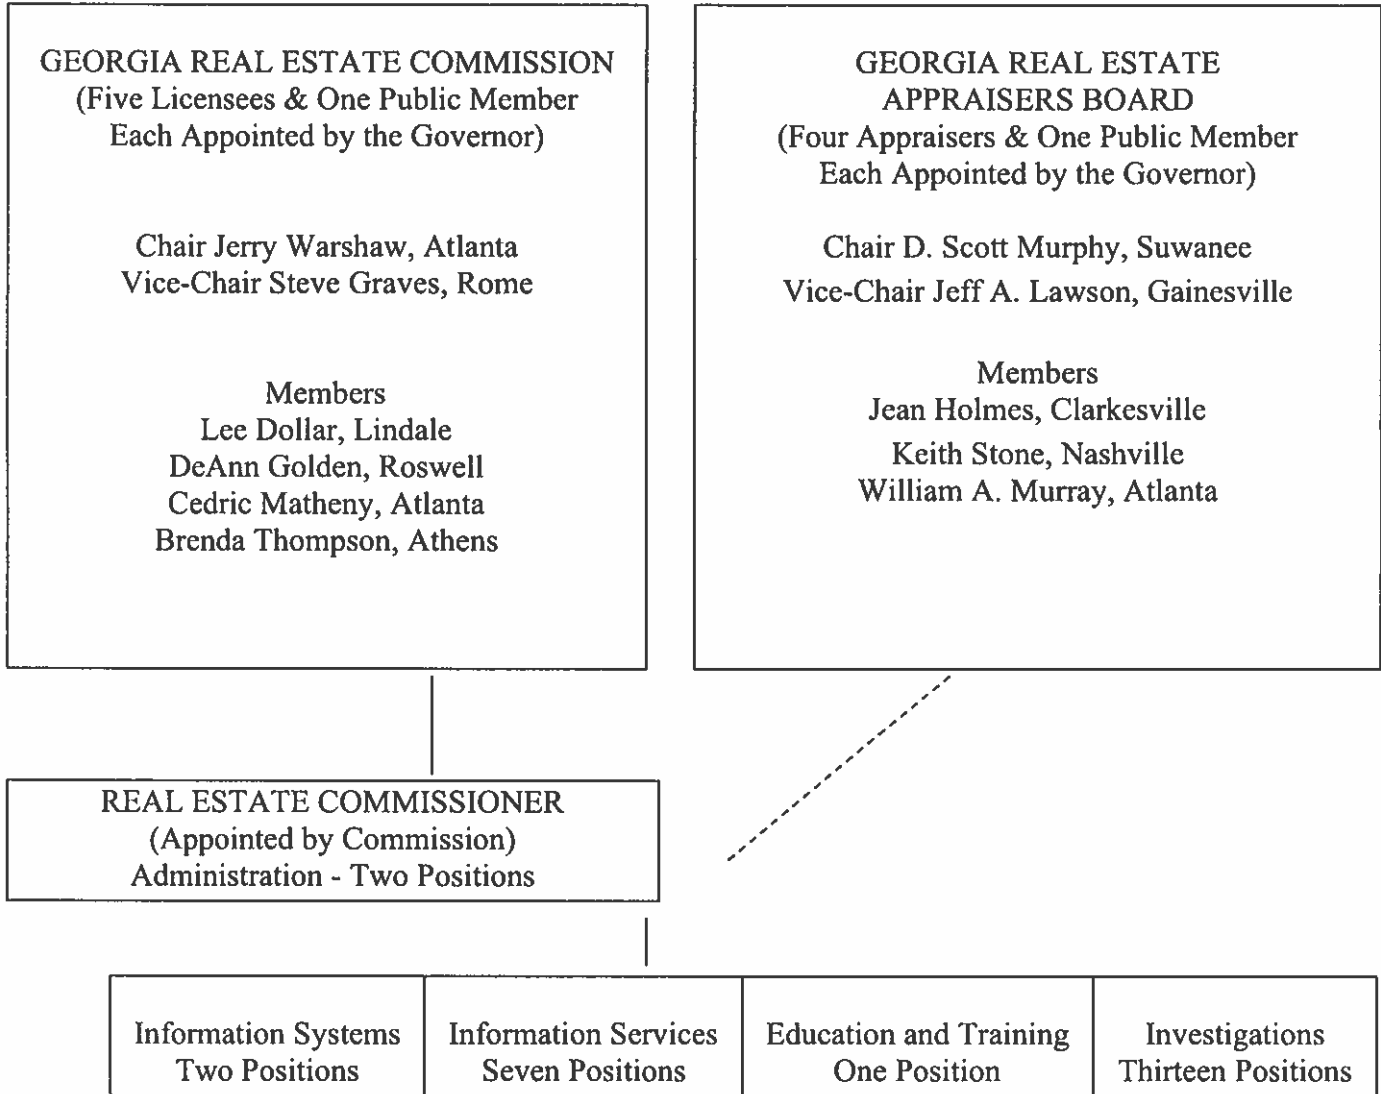 GEORGIA REAL ESTATE COMMISSION
(Five Licensees & One Public Member
Each Appointed by the Governor)
Chair Jerry Warshaw, Atlanta
Vice-Chair Steve Graves, Rome
Members
Lee Dollar, Lindale
DeAnn Golden, Roswell
Cedric Matheny, Atlanta
Brenda Thompson, Athens
GEORGIA REAL ESTATE
APPRAISERS BOARD
(Four Appraisers & One Public Member
Each Appointed by the Governor)
Chair D. Scott Murphy, Suwanee
Vice-Chair Jeff A. Lawson, Gainesville
Members
Jean Holmes, Clarkesville
Keith Stone, Nashville
William A. Murray, Atlanta
REAL ESTATE COMMISSIONER
(Appointed by Commission)
Administration - Two Positions
Information Systems
Two Positions
Information Services
Seven Positions
Education and Training
One Position
Investigations
Thirteen Positions